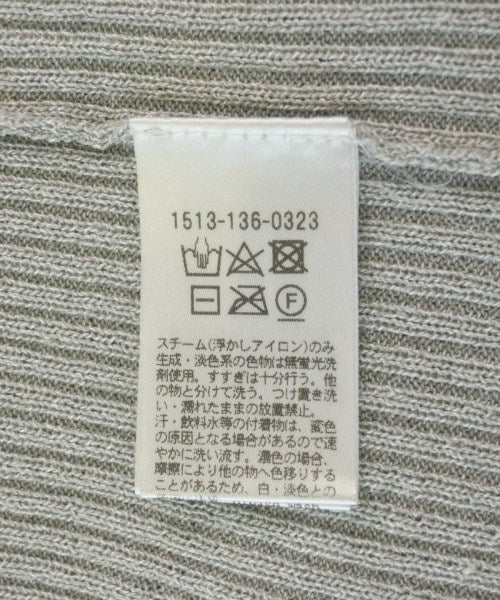 1513-136-0323
F
スチーム(浮かしアイロン)のみ
生成・淡色系の色物は無蛍光洗
剤使用。すすぎは十分行う。他
の物と分けて洗う。つけ置き洗
い・濡れたままの放置禁止。
汗・飲料水等の付着物は、変色
の原因となる場合があるので速
やかに洗い流す。濃色の場合、
摩擦により他の物へ色移りする
ことがあるため、白・淡色との